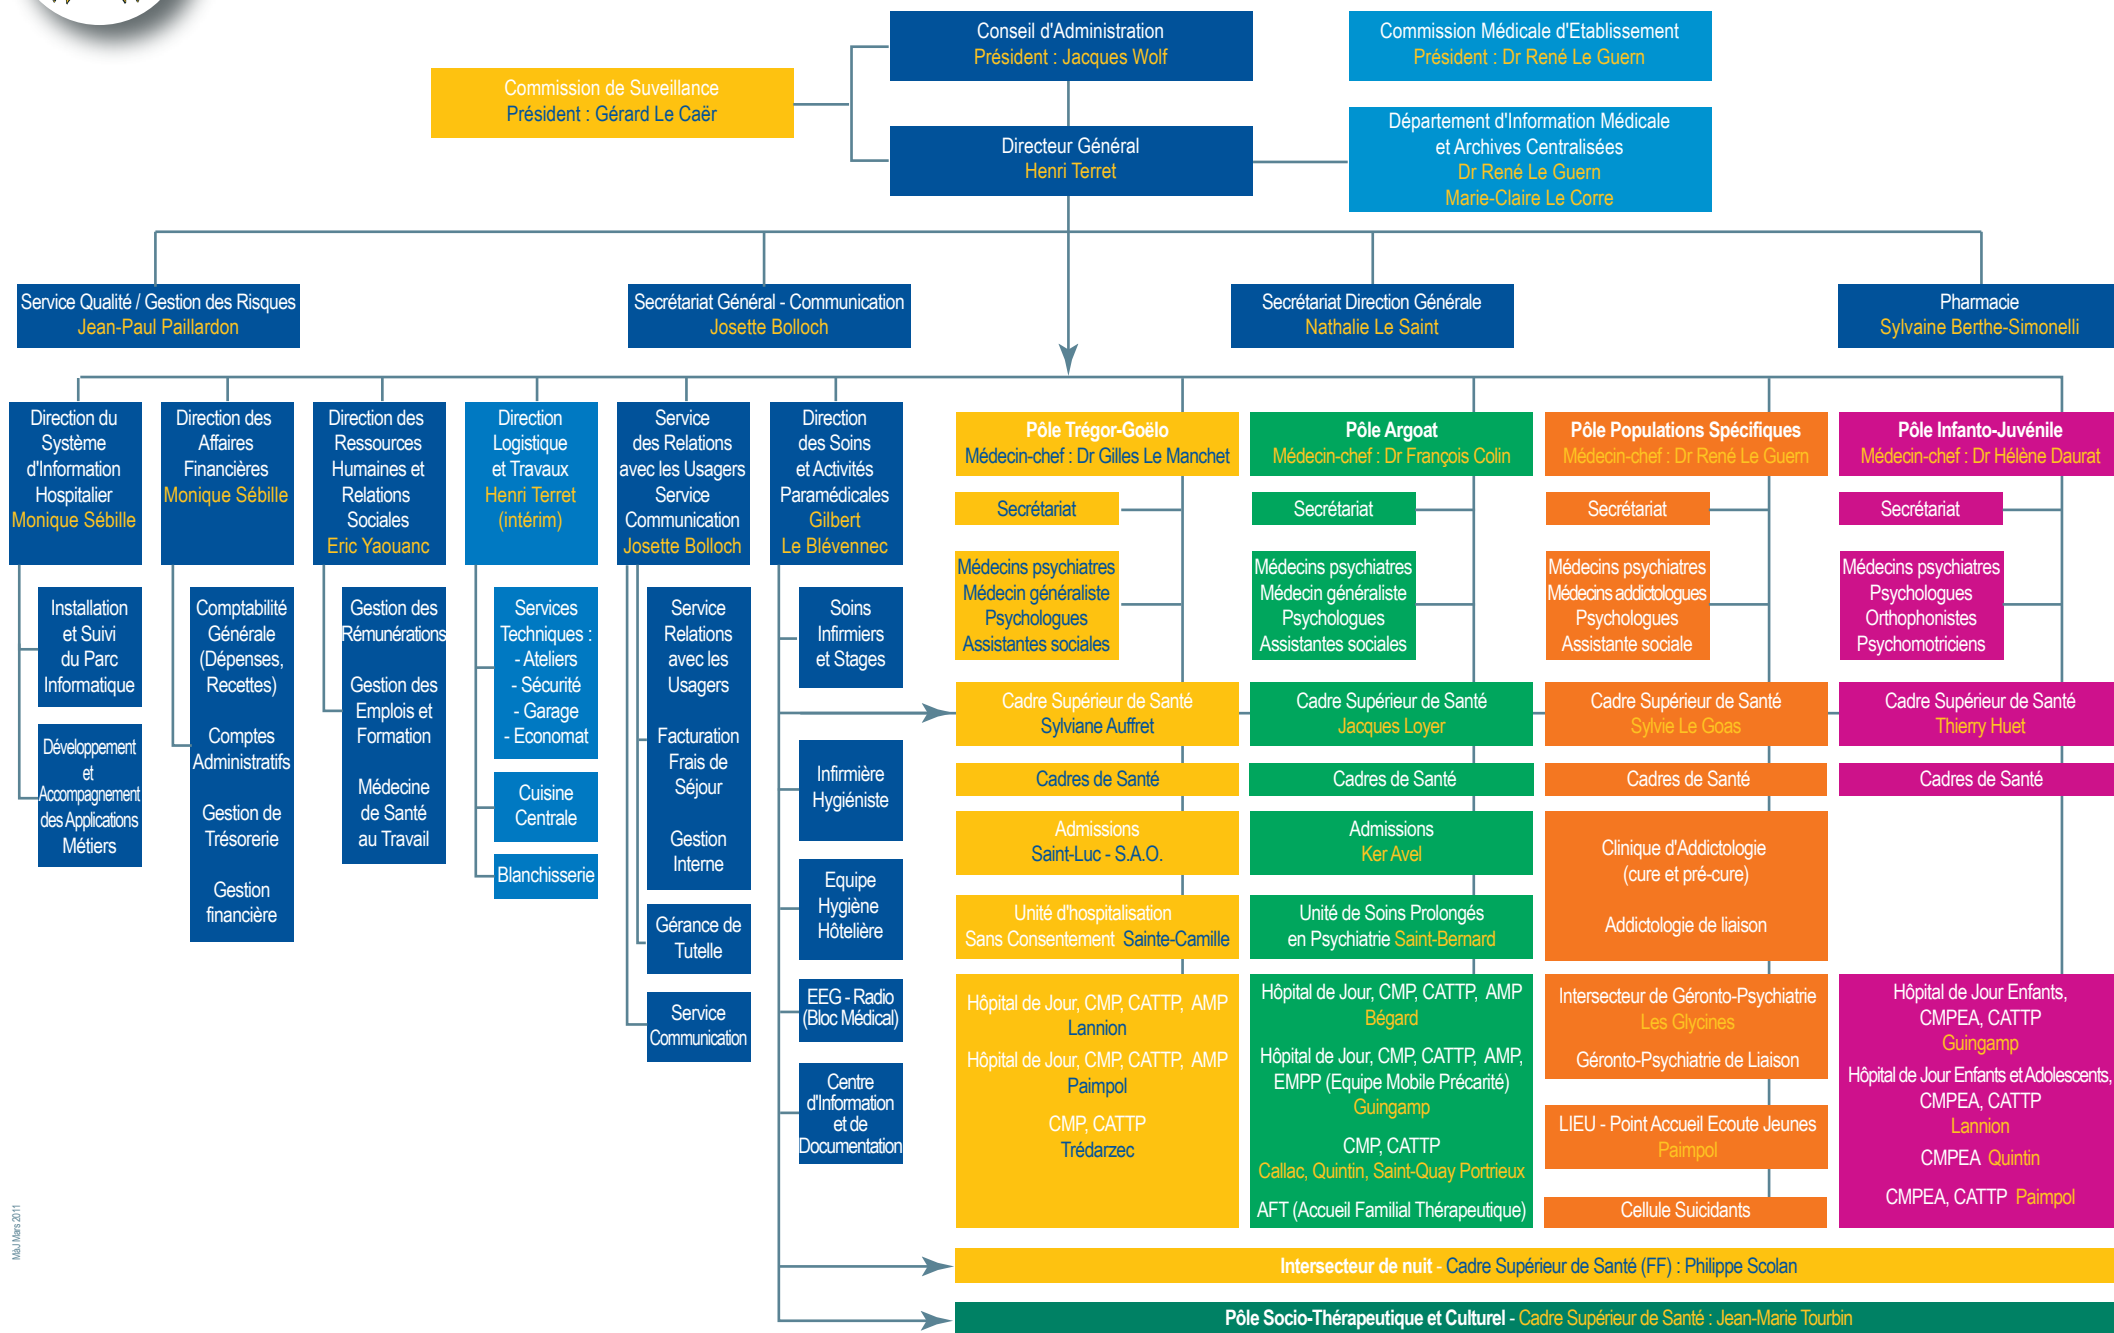 Conseil d'Administration
Président : Jacques Wolf
Commission Médicale d'Etablissement
Président : Dr René Le Guern
Commission de Suveillance
Président : Gérard Le Caër
Directeur Général
Henri Terret
Département d'Information Médicale
et Archives Centralisées
Dr René Le Guern
Marie-Claire Le Corre
Service Qualité / Gestion des Risques
Jean-Paul Paillardon
Secrétariat Général - Communication
Josette Bolloch
Secrétariat Direction Générale
Nathalie Le Saint
Pharmacie
Sylvaine Berthe-Simonelli
Direction du
Système
d'Information
Hospitalier
Monique Sébille
Installation
et Suivi
du Parc
Informatique
Développement
et
Accompagnement
des Applications
Métiers
Direction des
Affaires
Financières
Monique Sébille
Comptabilité
Générale
(Dépenses,
Recettes)
Comptes
Administratifs
Gestion de
Trésorerie
Gestion
financière
Direction des
Ressources
Humaines et
Relations
Sociales
Eric Yaouanc
Gestion des
Rémunérations
Gestion des
Emplois et
Formation
Médecine
de Santé
au Travail
Direction
Logistique
et Travaux
Henri Terret
(intérim)
Services
Techniques :
- Ateliers
- Sécurité
- Garage
- Economat
Cuisine
Centrale
Blanchisserie
Service
des Relations
avec les Usagers
Service
Communication
Josette Bolloch
Service
Relations
avec les
Usagers
Facturation
Frais de
Séjour
Gestion
Interne
Gérance de
Tutelle
Service
Communication
Direction
des Soins
et Activités
Paramédicales
Gilbert
Le Blévennec
Soins
Infirmiers
et Stages
Infirmière
Hygiéniste
Equipe
Hygiène
Hôtelière
EEG - Radio
(Bloc Médical)
Centre
d'Information
et de
Documentation
Pôle Trégor-Goëlo
Médecin-chef : Dr Gilles Le Manchet
Secrétariat
Médecins psychiatres
Médecin généraliste
Psychologues
Assistantes sociales
Cadre Supérieur de Santé
Sylviane Auffret
Cadres de Santé
Admissions
Saint-Luc - S.A.O.
Unité d'hospitalisation
Sans Consentement Sainte-Camille
Hôpital de Jour, CMP, CATTP, AMP
Lannion
Hôpital de Jour, CMP, CATTP, AMP
Paimpol
CMP, CATTP
Trédarzec
Pôle Argoat
Médecin-chef : Dr François Colin
Secrétariat
Médecins psychiatres
Médecin généraliste
Psychologues
Assistantes sociales
Cadre Supérieur de Santé
Jacques Loyer
Cadres de Santé
Admissions
Ker Avel
Unité de Soins Prolongés
en Psychiatrie Saint-Bernard
Hôpital de Jour, CMP, CATTP, AMP
Bégard
Hôpital de Jour, CMP, CATTP, AMP,
EMPP (Equipe Mobile Précarité)
Guingamp
CMP, CATTP
Callac, Quintin, Saint-Quay Portrieux
AFT (Accueil Familial Thérapeutique)
Pôle Populations Spécifiques
Médecin-chef : Dr René Le Guern
Secrétariat
Médecins psychiatres
Médecins addictologues
Psychologues
Assistante sociale
Cadre Supérieur de Santé
Sylvie Le Goas
Cadres de Santé
Clinique d'Addictologie
(cure et pré-cure)
Addictologie de liaison
Intersecteur de Géronto-Psychiatrie
Les Glycines
Géronto-Psychiatrie de Liaison
LIEU - Point Accueil Ecoute Jeunes
Paimpol
Cellule Suicidants
Pôle Infanto-Juvénile
Médecin-chef : Dr Hélène Daurat
Secrétariat
Médecins psychiatres
Psychologues
Orthophonistes
Psychomotriciens
Cadre Supérieur de Santé
Thierry Huet
Cadres de Santé
Hôpital de Jour Enfants,
CMPEA, CATTP
Guingamp
Hôpital de Jour Enfants et Adolescents,
CMPEA, CATTP
Lannion
CMPEA Quintin
CMPEA, CATTP Paimpol
Intersecteur de nuit - Cadre Supérieur de Santé (FF) : Philippe Scolan
Pôle Socio-Thérapeutique et Culturel - Cadre Supérieur de Santé : Jean-Marie Tourbin
MàJ Mars 2011